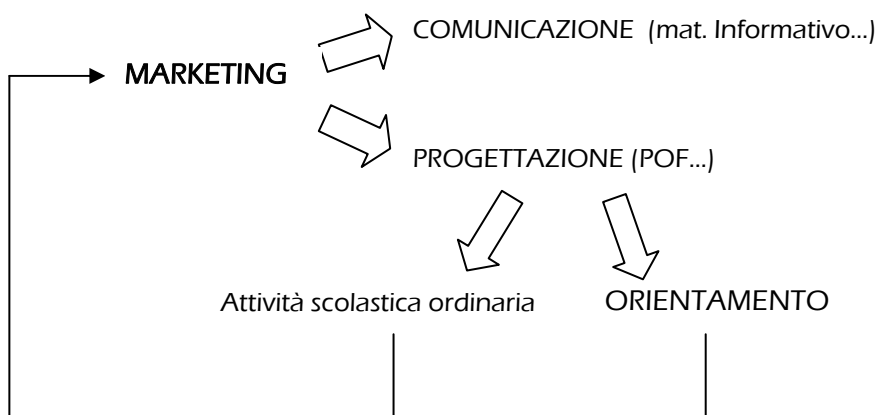 COMUNICAZIONE (mat. Informativo...)
MARKETING
PROGETTAZIONE (POF...)
Attività scolastica ordinaria
ORIENTAMENTO